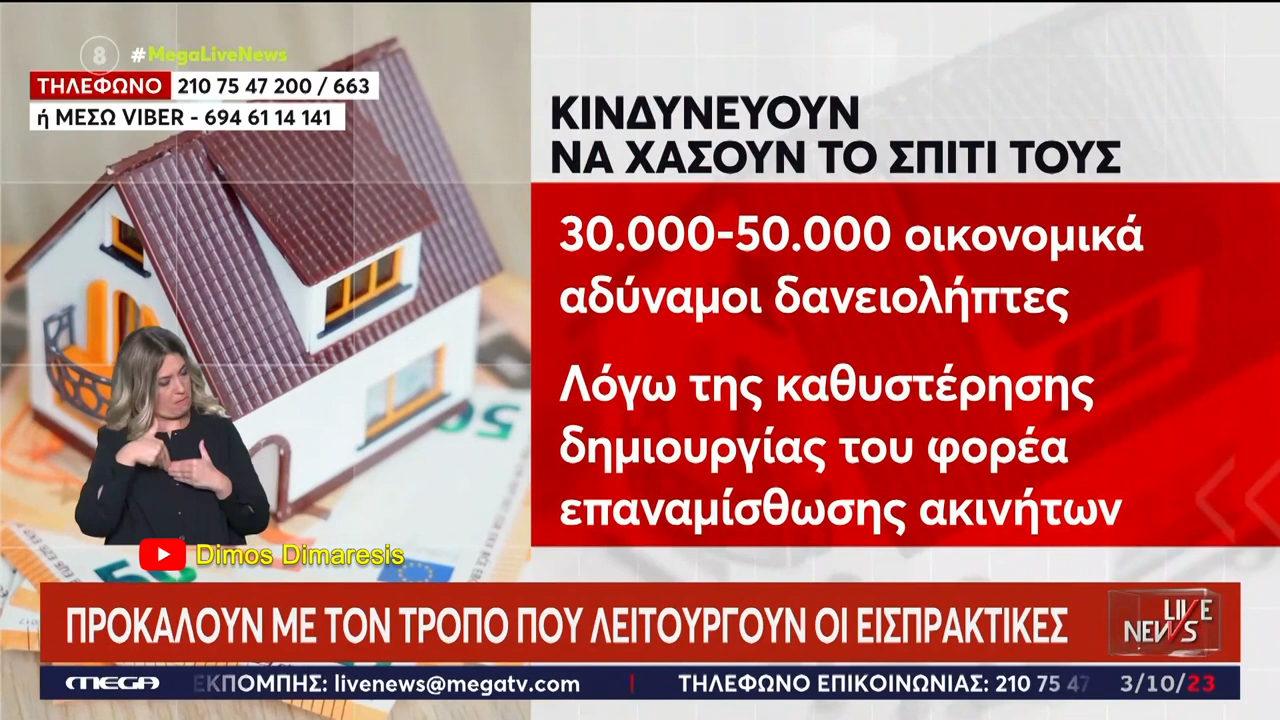 8 #MegaLiveNews
ΤΗΛΕΦΩΝΟ 210 75 47 200 / 663
ή ΜΕΣΩ VIBER - 694 61 14 141
ΚΙΝΔΥΝΕΥΟΥΝ
ΝΑ ΧΑΣΟΥΝ ΤΟ ΣΠΙΤΙ ΤΟΥΣ
30.000-50.000 οικονομικά
αδύναμοι δανειολήπτες
Λόγω της καθυστέρησης
δημιουργίας του φορέα
επαναμίσθωσης ακινήτων
Dimos Dimaresis
ΠΡΟΚΑΛΟΥΝ ΜΕ ΤΟΝ ΤΡΟΠΟ ΠΟΥ ΛΕΙΤΟΥΡΓΟΥΝ ΟΙ ΕΙΣΠΡΑΚΤΙΚΕΣ
LIVE
NEWS
MEGA ΕΚΠΟΜΠΗΣ: livenews@megatv.com ΤΗΛΕΦΩΝΟ ΕΠΙΚΟΙΝΩΝΙΑΣ: 210 75 47 3/10/23